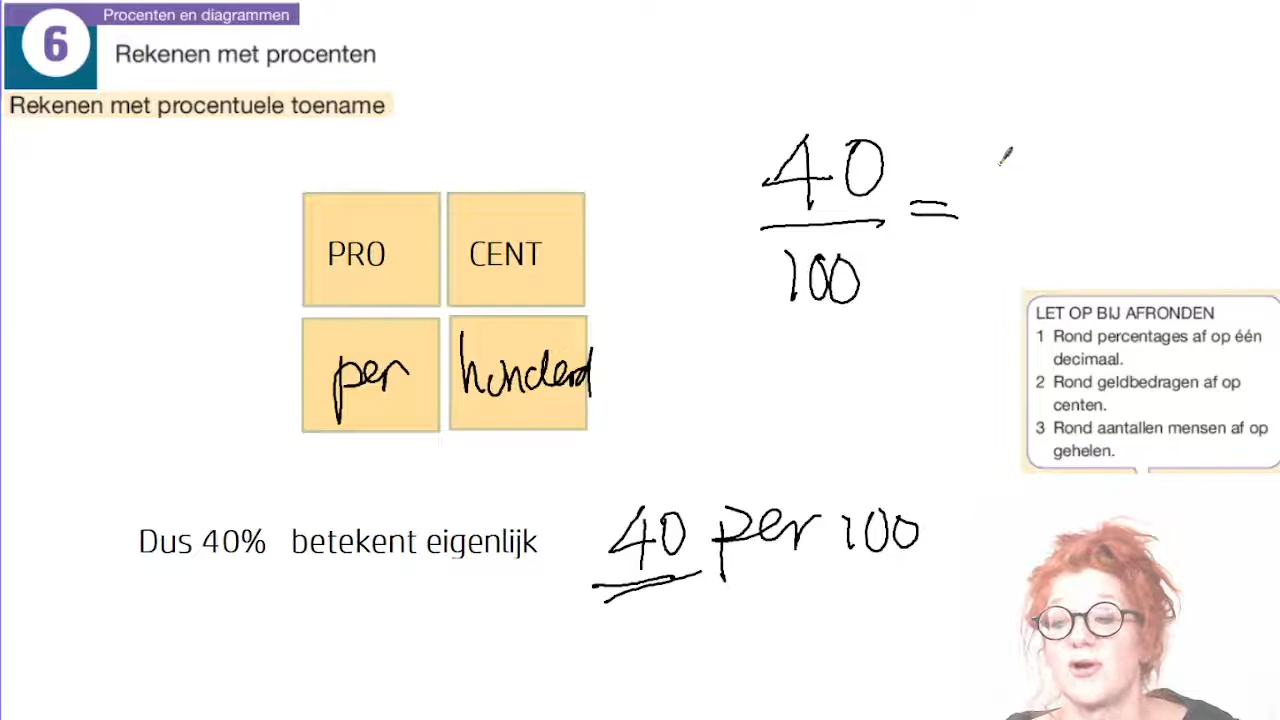 Procenten en diagrammen
6
Rekenen met procenten
Rekenen met procentuele toename
40
100
=
PRO CENT
per honderd
LET OP BIJ AFRONDEN
1 Rond percentages af op één
decimaal.
2 Rond geldbedragen af op
centen.
3 Rond aantallen mensen af op
gehelen.
Dus 40% betekent eigenlijk 40 per 100